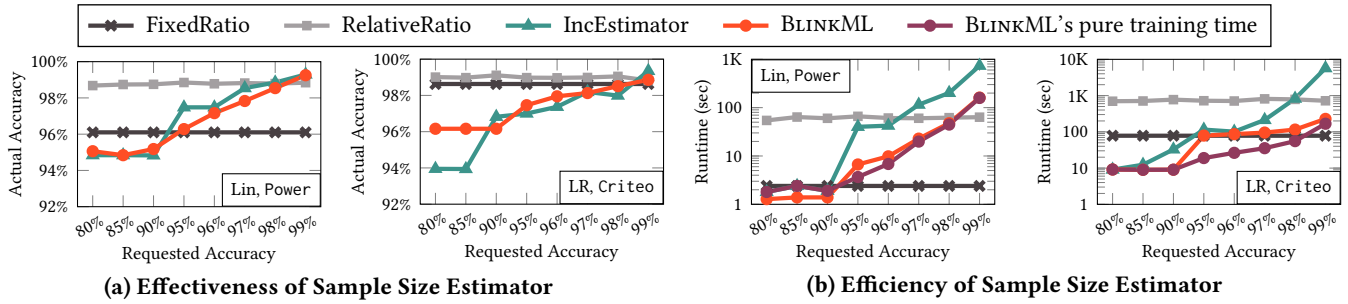 FixedRatio RelativeRatio IncEstimator BLINKML BLINKML's pure training time
100%
98%
96%
94%
92%
Actual Accuracy
Lin, Power
80% 85% 90% 95% 96% 97% 98% 99%
Requested Accuracy
100%
98%
96%
94%
92%
Actual Accuracy
LR, Criteo
80% 85% 90% 95% 96% 97% 98% 99%
Requested Accuracy
(a) Effectiveness of Sample Size Estimator
1K
100
10
1
Runtime (sec)
Lin, Power
80% 85% 90% 95% 96% 97% 98% 99%
Requested Accuracy
10K
1K
100
10
1
Runtime (sec)
LR, Criteo
80% 85% 90% 95% 96% 97% 98% 99%
Requested Accuracy
(b) Efficiency of Sample Size Estimator